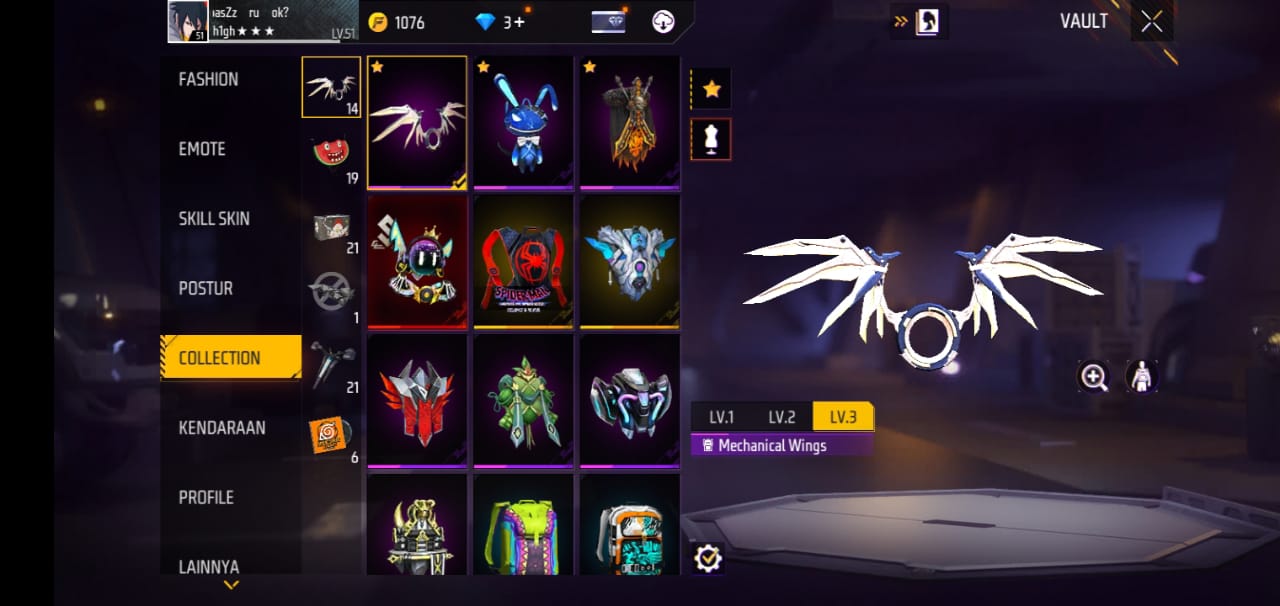 ıasZz ru ok?
h1gh★★★
51
LV.51
1076
3+
VAULT
FASHION
EMOTE
SKILL SKIN
POSTUR
COLLECTION
KENDARAAN
PROFILE
LAINNYA
14
19
21
1
21
6
SPIDER-MAN
LV.1
LV.2
LV.3
Mechanical Wings